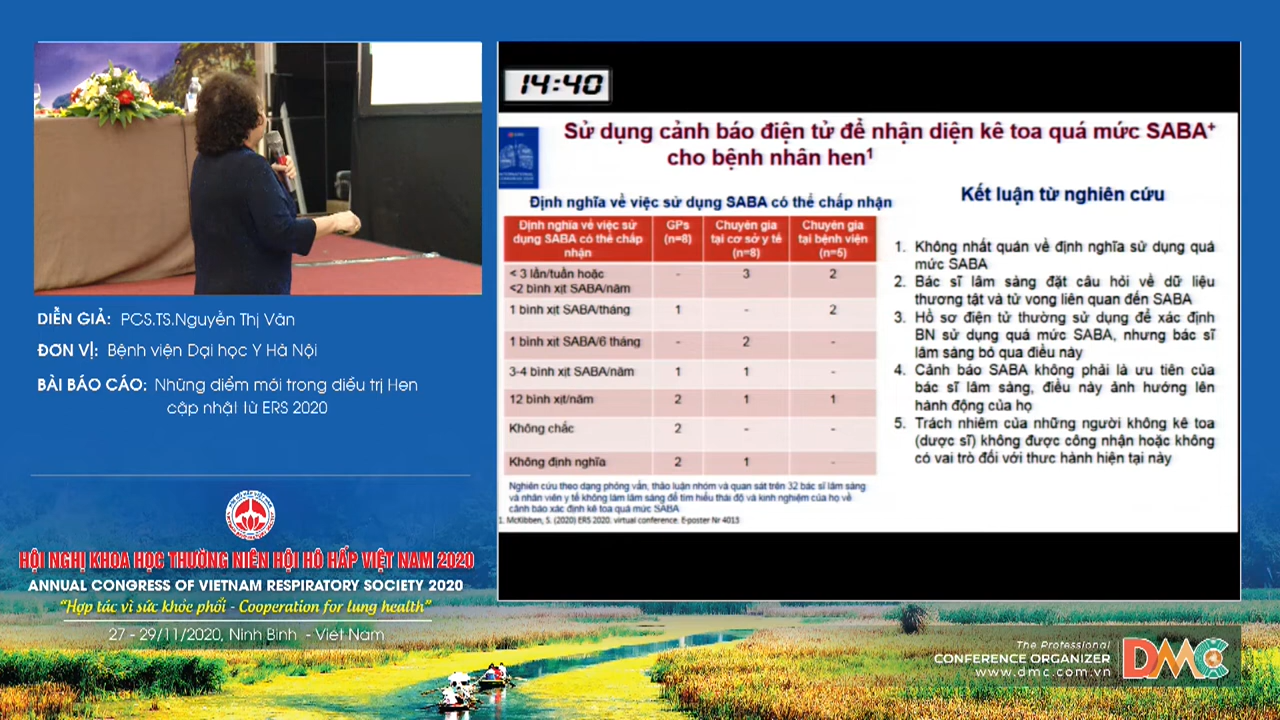 14:40
Sử dụng cảnh báo điện tử để nhận diện kê toa quá mức SABA⁺
cho bệnh nhân hen¹
Định nghĩa về việc sử dụng SABA có thể chấp nhận
Định nghĩa về việc sử dụng SABA có thể chấp nhận | GPs (n=8) | Chuyên gia tại cơ sở y tế (n=8) | Chuyên gia tại bệnh viện (n=5)
< 3 lần/tuần hoặc <2 bình xịt SABA/năm | - | 3 | 2
1 bình xịt SABA/tháng | 1 | - | 2
1 bình xịt SABA/6 tháng | - | 2 | -
3-4 bình xịt SABA/năm | 1 | 1 | -
12 bình xịt/năm | 2 | 1 | 1
Không chắc | 2 | - | -
Không định nghĩa | 2 | 1 | -
Nghiên cứu theo dạng phỏng vấn, thảo luận nhóm và quan sát trên 32 bác sĩ lâm sàng
và nhân viên y tế không làm lâm sàng để tìm hiểu thái độ và kinh nghiệm của họ về
cảnh báo xác định kê toa quá mức SABA
1. McKibben, S. (2020) ERS 2020. virtual conference. E-poster Nr 4013
Kết luận từ nghiên cứu
1. Không nhất quán về định nghĩa sử dụng quá
mức SABA
2. Bác sĩ lâm sàng đặt câu hỏi về dữ liệu
thương tật và tử vong liên quan đến SABA
3. Hồ sơ điện tử thường sử dụng để xác định
BN sử dụng quá mức SABA, nhưng bác sĩ
lâm sàng bỏ qua điều này
4. Cảnh báo SABA không phải là ưu tiên của
bác sĩ lâm sàng, điều này ảnh hưởng lên
hành động của họ
5. Trách nhiệm của những người không kê toa
(dược sĩ) không được công nhận hoặc không
có vai trò đối với thực hành hiện tại này
DIỄN GIẢ: PGS.TS.Nguyễn Thị Vân
ĐƠN VỊ: Bệnh viện Đại học Y Hà Nội
BÀI BÁO CÁO: Những điểm mới trong điều trị Hen
cập nhật từ ERS 2020
HỘI NGHỊ KHOA HỌC THƯỜNG NIÊN HỘI HÔ HẤP VIỆT NAM 2020
ANNUAL CONGRESS OF VIETNAM RESPIRATORY SOCIETY 2020
"Hợp tác vì sức khỏe phổi - Cooperation for lung health"
27 - 29/11/2020, Ninh Bình - Việt Nam
The Professional
CONFERENCE ORGANIZER
www.dmc.com.vn
DMC